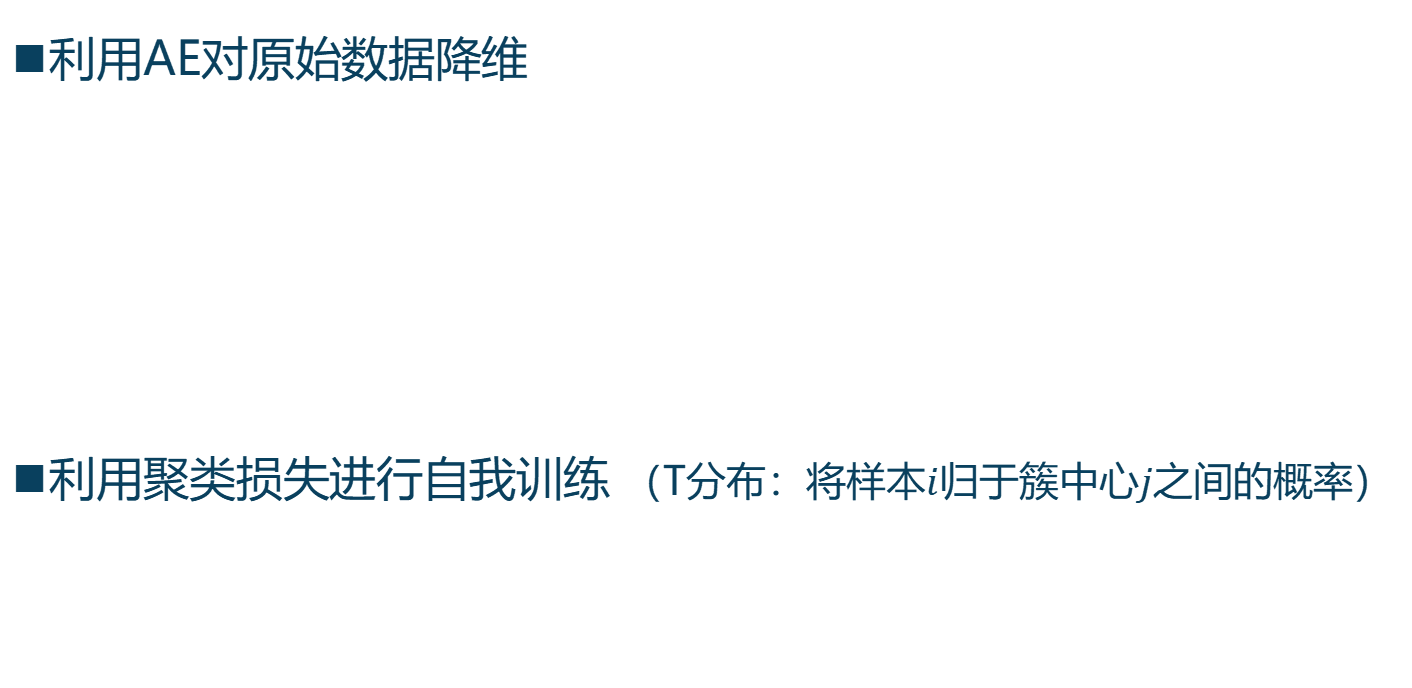 ■利用AE对原始数据降维
■利用聚类损失进行自我训练 （T分布：将样本i归于簇中心j之间的概率）